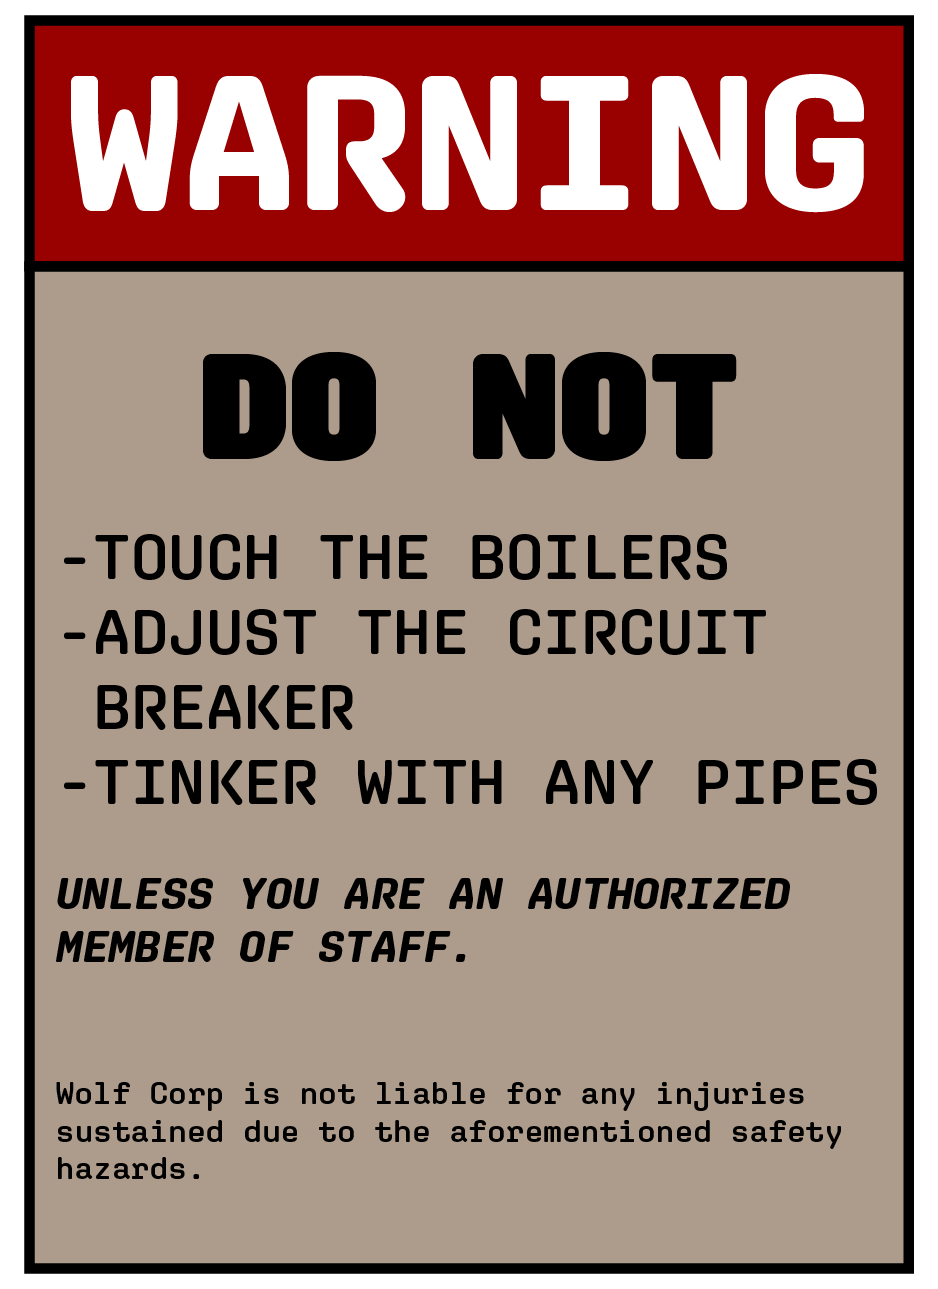 WARNING
DO NOT
-TOUCH THE BOILERS
-ADJUST THE CIRCUIT
BREAKER
-TINKER WITH ANY PIPES
UNLESS YOU ARE AN AUTHORIZED
MEMBER OF STAFF.
Wolf Corp is not liable for any injuries
sustained due to the aforementioned safety
hazards.